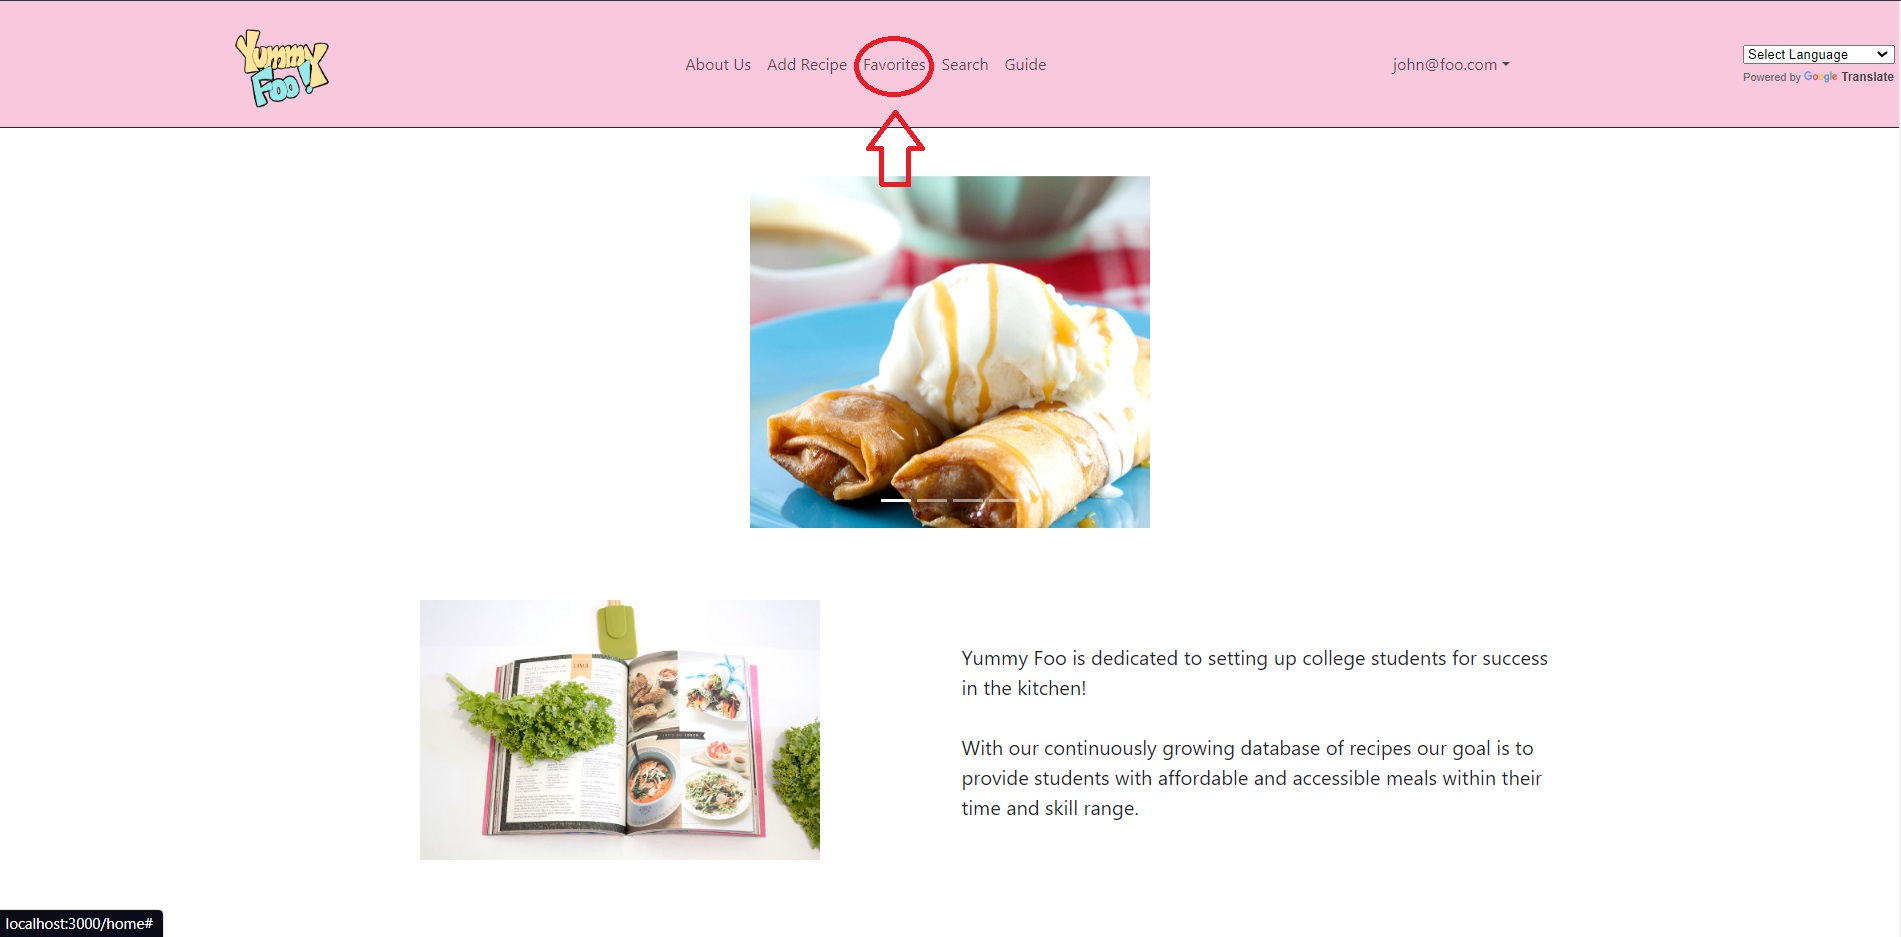 Yummy
Foo!
About Us Add Recipe Favorites Search Guide
john@foo.com
Select Language
Powered by Google Translate
LUNCH
Yummy Foo is dedicated to setting up college students for success
in the kitchen!
With our continuously growing database of recipes our goal is to
provide students with affordable and accessible meals within their
time and skill range.
localhost:3000/home#